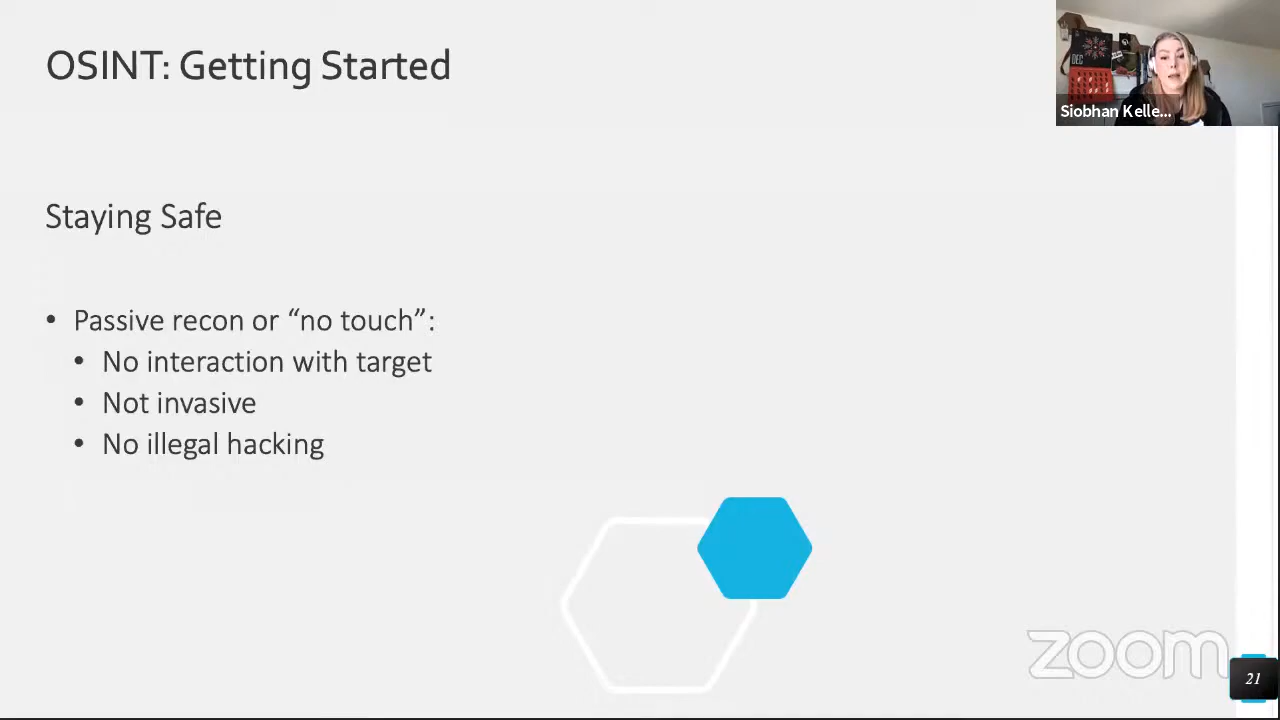 OSINT: Getting Started
Siobhan Kelle...
Staying Safe
• Passive recon or “no touch”:
• No interaction with target
• Not invasive
• No illegal hacking
zoom
21
DEC